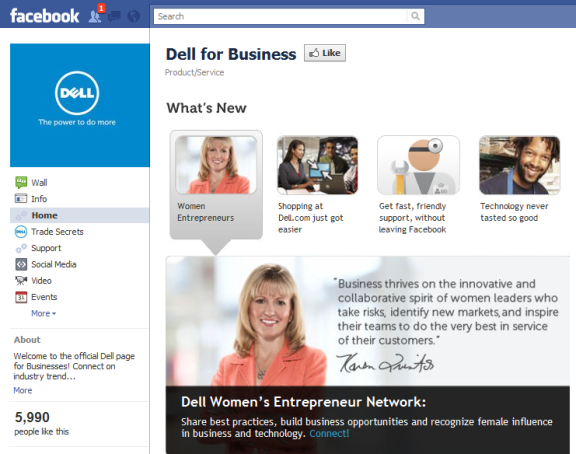 facebook
1
Search
DELL
The power to do more
Wall
Info
Home
Trade Secrets
Support
Social Media
Video
31
Events
More
About
Welcome to the official Dell page
for Businesses! Connect on
industry trend...
More
5,990
people like this
Dell for Business
Like
Product/Service
What's New
Women
Entrepreneurs
Shopping at
Dell.com just got
easier
Get fast, friendly
support, without
leaving Facebook
Technology never
tasted so good
"Business thrives on the innovative and
collaborative spirit of women leaders who
take risks, identify new markets,and inspire
their teams to do the very best in service
of their customers."
Dell Women's Entrepreneur Network:
Share best practices, build business opportunities and recognize female influence
in business and technology. Connect!